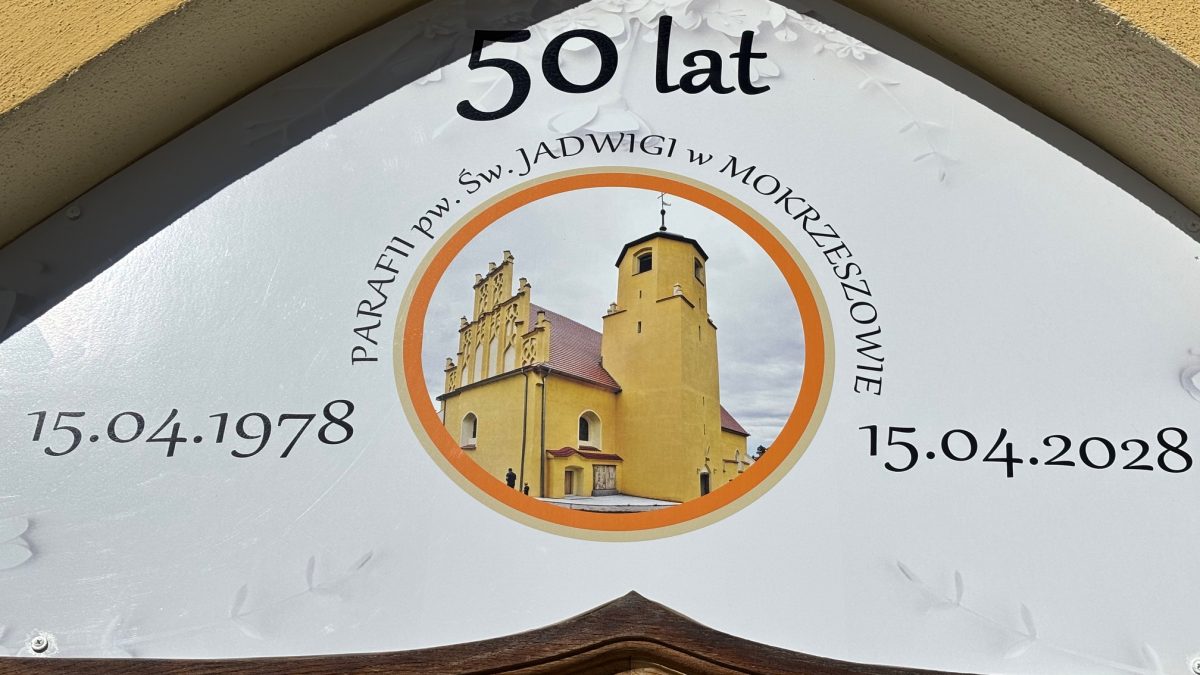 50 lat
PARAFII pw. Św. JADWIGI w MOKRZESZOWIE
15.04.1978
15.04.2028